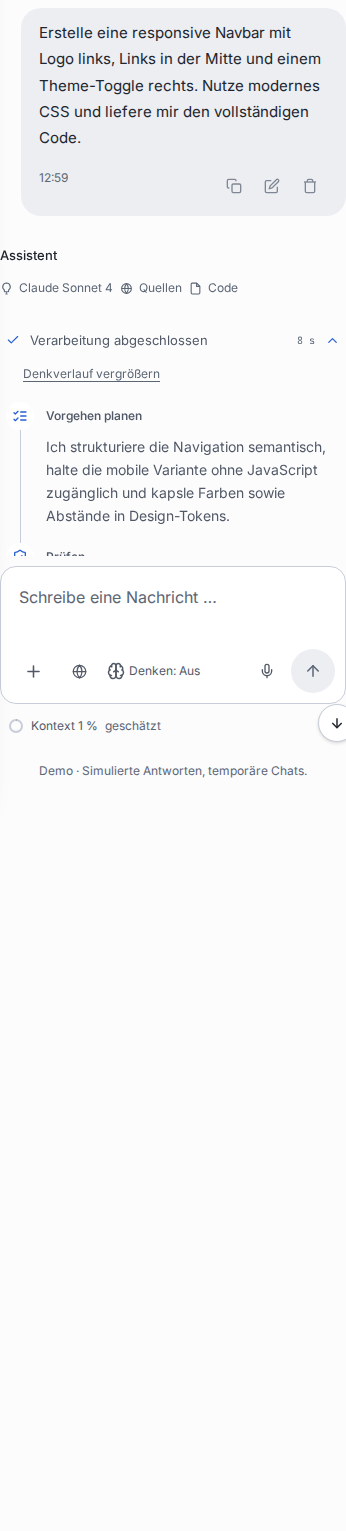 Erstelle eine responsive Navbar mit
Logo links, Links in der Mitte und einem
Theme-Toggle rechts. Nutze modernes
CSS und liefere mir den vollständigen
Code.
12:59
Assistent
Claude Sonnet 4 Quellen Code
Verarbeitung abgeschlossen 8 s
Denkverlauf vergrößern
Vorgehen planen
Ich strukturiere die Navigation semantisch,
halte die mobile Variante ohne JavaScript
zugänglich und kapsle Farben sowie
Abstände in Design-Tokens.
Prüfen
Schreibe eine Nachricht ...
Denken: Aus
Kontext 1 % geschätzt
Demo · Simulierte Antworten, temporäre Chats.